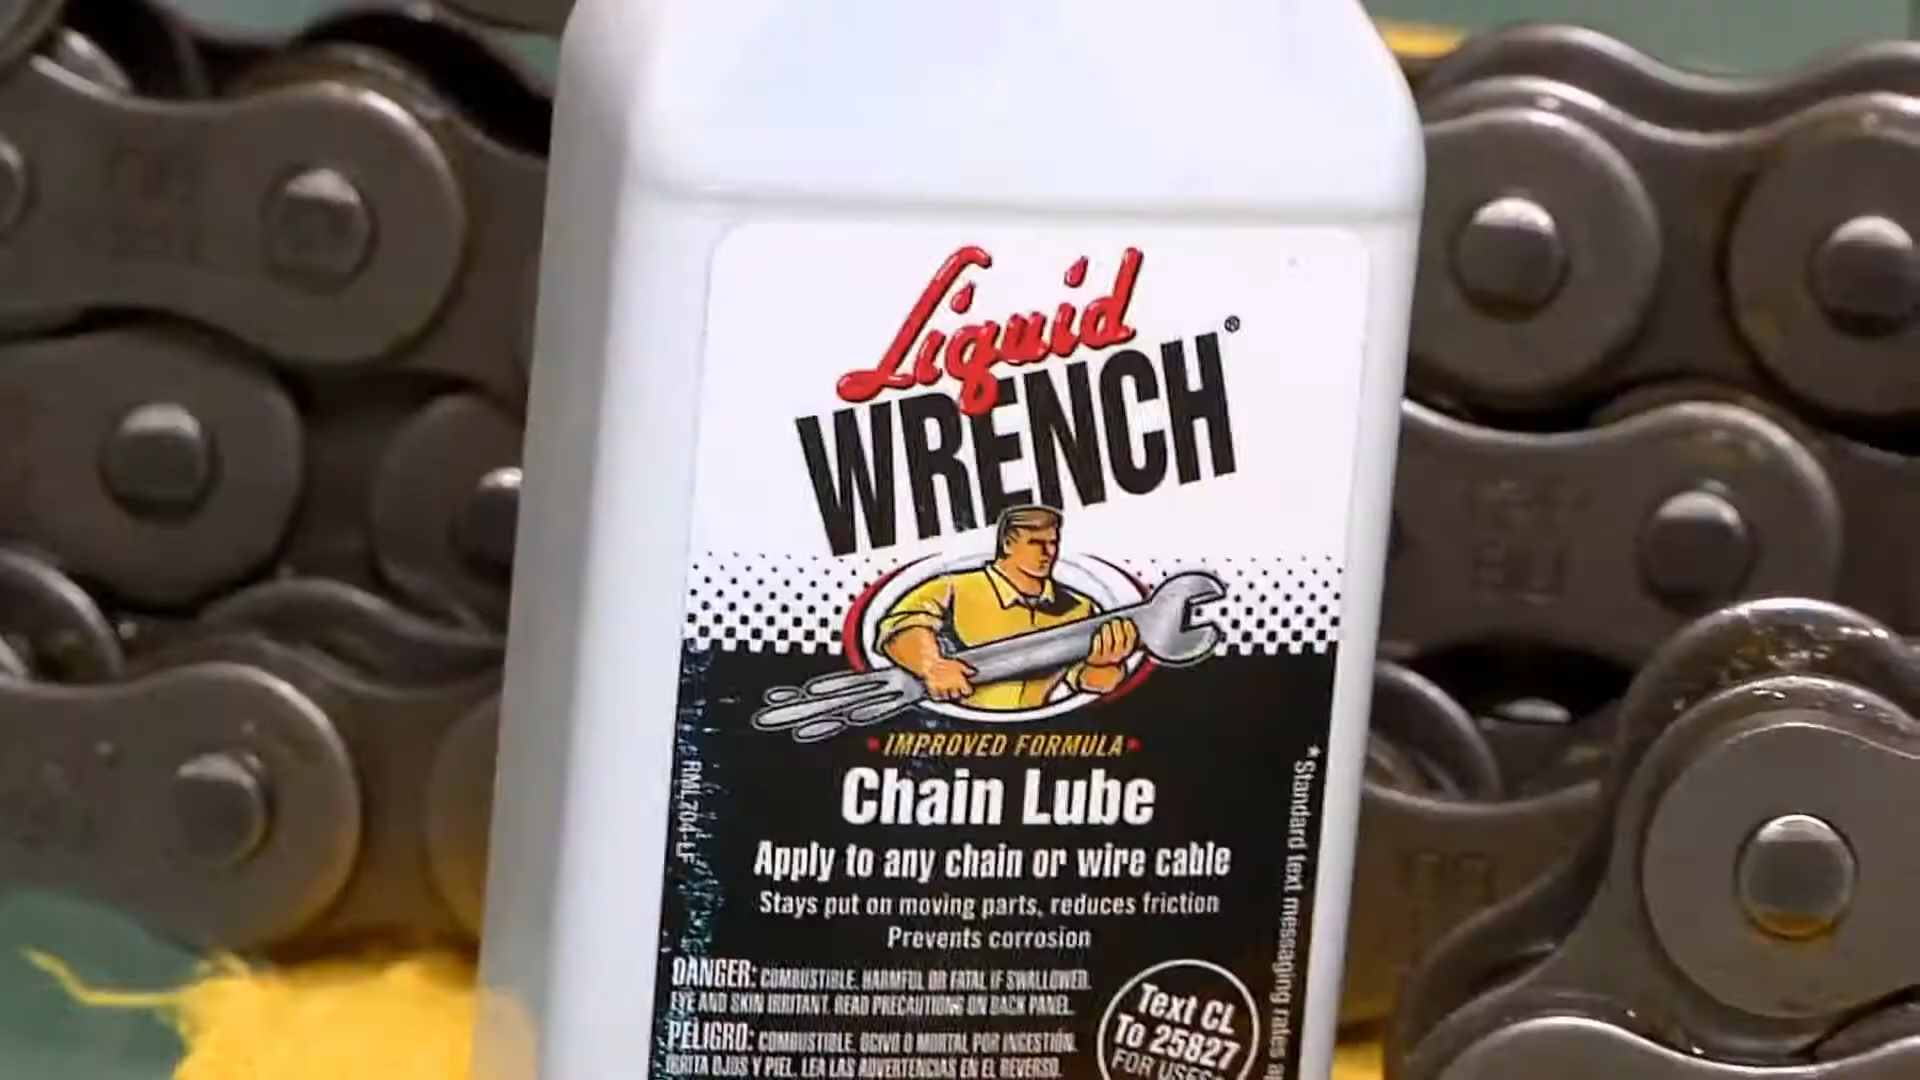 Liquid
WRENCH®
IMPROVED FORMULA
Chain Lube
Apply to any chain or wire cable
Stays put on moving parts, reduces friction
Prevents corrosion
DANGER: COMBUSTIBLE. HARMFUL OR FATAL IF SWALLOWED.
EYE AND SKIN IRRITANT. READ PRECAUTIONS ON BACK PANEL.
PELIGRO: COMBUSTIBLE. OCIVO O MORTAL POR INGESTIÓN.
IRRITA OJOS Y PIEL. LEA LAS ADVERTENCIAS EN EL REVERSO.
Text CL
To 25827
FOR USES
*Standard text messaging rates
RML704-LF